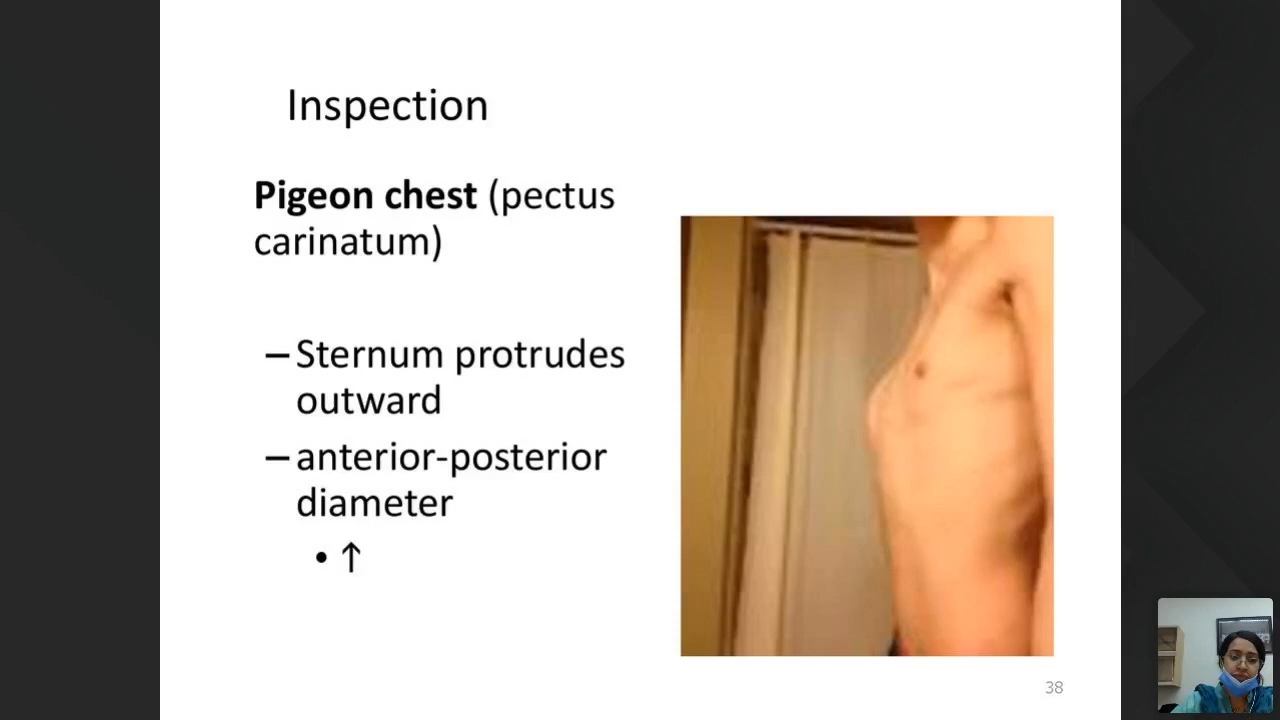 Inspection
Pigeon chest (pectus
carinatum)
– Sternum protrudes
outward
– anterior-posterior
diameter
• ↑
38